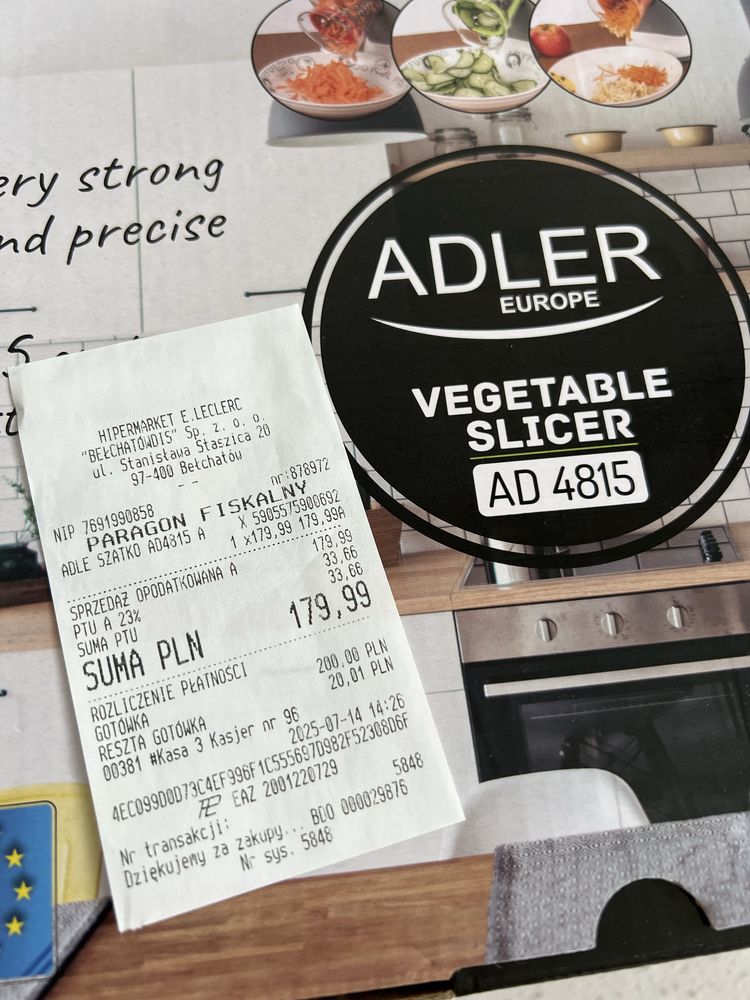 ery strong
nd precise
ADLER
EUROPE
VEGETABLE
SLICER
AD 4815
HIPERMARKET E.LECLERC
"BEŁCHATOWDIS" Sp. z. o. o.
ul. Stanisława Staszica 20
97-400 Bełchatów
- -
NIP 7691990858 nr:878972
PARAGON FISKALNY
ADLE SZATKO AD4815 A X 5905575900692
1 x179,99 179,99A
SPRZEDAŻ OPODATKOWANA A 179,99
PTU A 23% 33,66
SUMA PTU 33,66
SUMA PLN 179,99
ROZLICZENIE PŁATNOŚCI
GOTÓWKA 200,00 PLN
RESZTA GOTÓWKA 20,01 PLN
00381 #Kasa 3 Kasjer nr 96 2025-07-14 14:26
4EC099D0D73C4EF996F1C555697D982F5230806F
EAZ 2001220729
Nr transakcji: 5848
Dziękujemy za zakupy... BDO 000029876
Nr sys. 5848